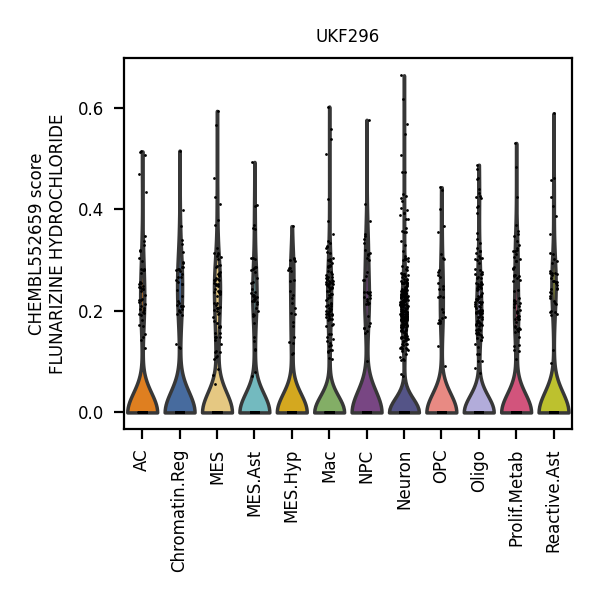 UKF296
CHEMBL552659 score
FLUNARIZINE HYDROCHLORIDE
0.6
0.4
0.2
0.0
AC
Chromatin.Reg
MES
MES.Ast
MES.Hyp
Mac
NPC
Neuron
OPC
Oligo
Prolif.Metab
Reactive.Ast